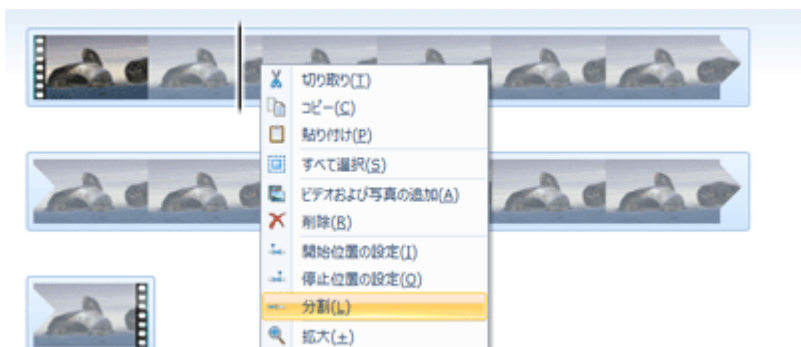 切り取り(T)
コピー(C)
貼り付け(P)
すべて選択(S)
ビデオおよび写真の追加(A)
削除(R)
開始位置の設定(I)
停止位置の設定(O)
分割(L)
拡大(±)